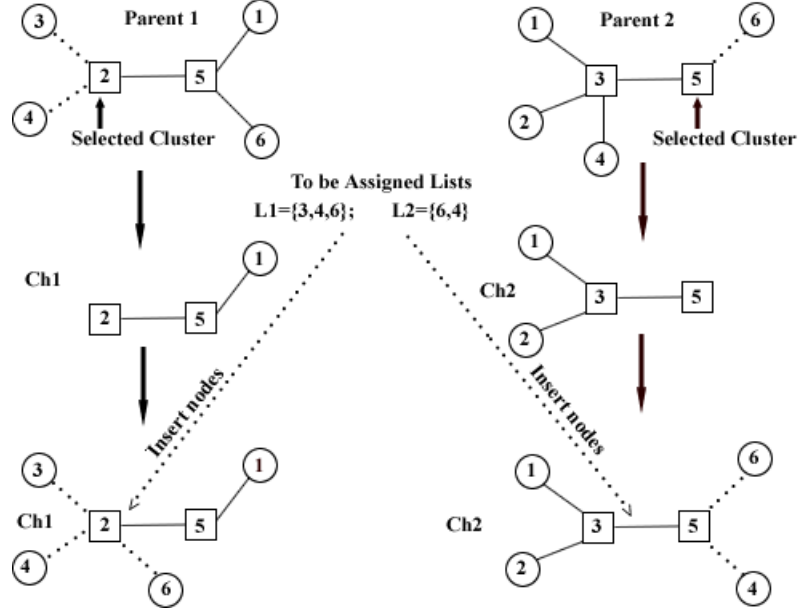 Parent 1
3
1
2
5
4
6
Selected Cluster
Parent 2
1
6
3
5
2
4
Selected Cluster
To be Assigned Lists
L1={3,4,6}; L2={6,4}
Ch1
1
2
5
Ch2
1
3
5
2
Insert nodes
Insert nodes
Ch1
3
1
2
5
4
6
Ch2
1
6
3
5
2
4